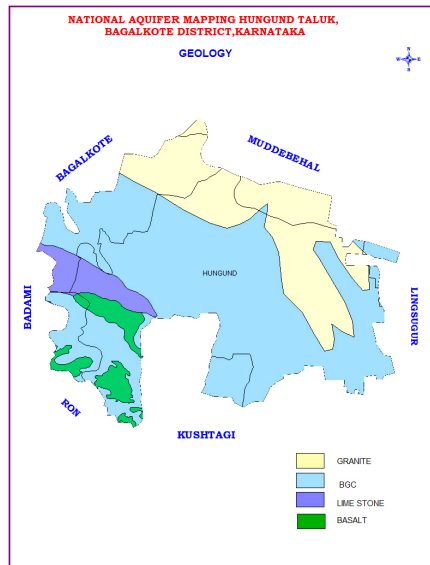 NATIONAL AQUIFER MAPPING HUNGUND TALUK,
BAGALKOTE DISTRICT,KARNATAKA
GEOLOGY
N
W E
S
BAGALKOTE
MUDDEBEHAL
HUNGUND
BADAMI
LINGSUGUR
RON
KUSHTAGI
GRANITE
BGC
LIME STONE
BASALT